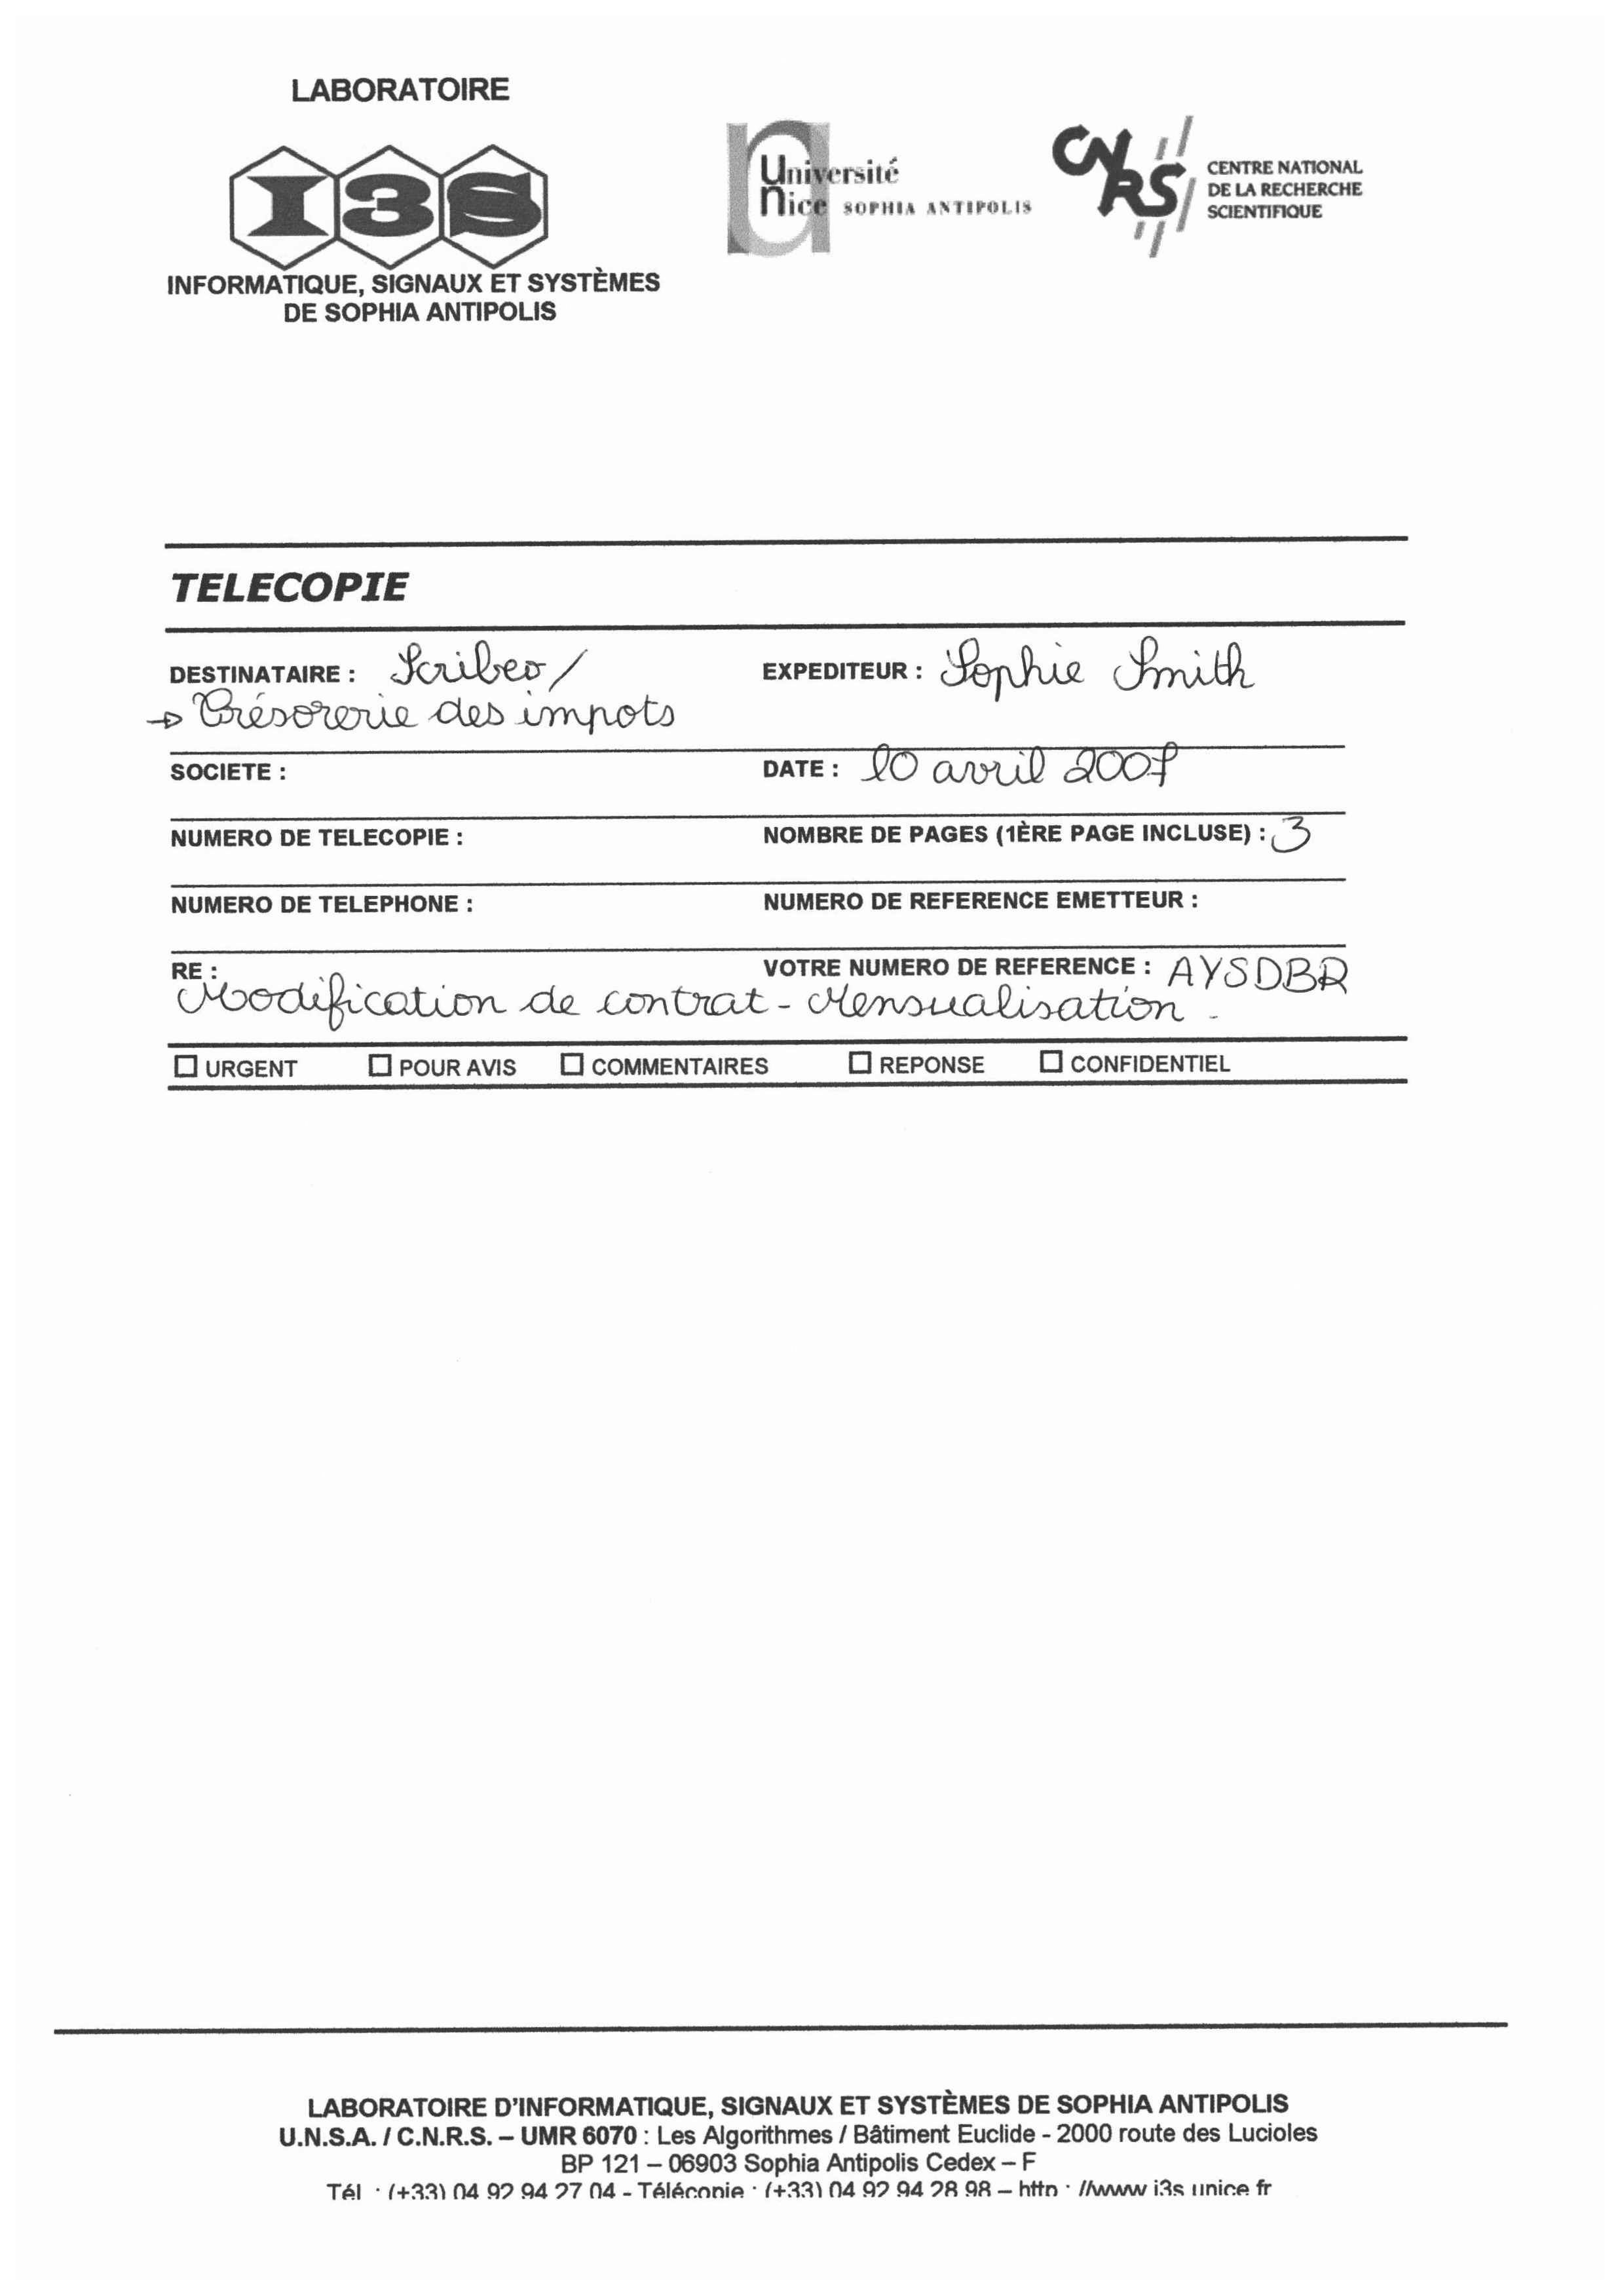 LABORATOIRE
I3S
INFORMATIQUE, SIGNAUX ET SYSTÈMES
DE SOPHIA ANTIPOLIS
Université
Nice SOPHIA ANTIPOLIS
CNRS
CENTRE NATIONAL
DE LA RECHERCHE
SCIENTIFIQUE
TELECOPIE
DESTINATAIRE : Scribeo / EXPEDITEUR : Sophie Smith
→ Trésorerie des impots
SOCIETE : DATE : 10 avril 2007
NUMERO DE TELECOPIE : NOMBRE DE PAGES (1ÈRE PAGE INCLUSE) : 3
NUMERO DE TELEPHONE : NUMERO DE REFERENCE EMETTEUR :
RE : VOTRE NUMERO DE REFERENCE : AYSDBR
Modification de contrat - Mensualisation -
☐ URGENT ☐ POUR AVIS ☐ COMMENTAIRES ☐ REPONSE ☐ CONFIDENTIEL
LABORATOIRE D'INFORMATIQUE, SIGNAUX ET SYSTÈMES DE SOPHIA ANTIPOLIS
U.N.S.A. / C.N.R.S. – UMR 6070 : Les Algorithmes / Bâtiment Euclide - 2000 route des Lucioles
BP 121 – 06903 Sophia Antipolis Cedex – F
Tél : (+33) 04 92 94 27 04 - Télécopie : (+33) 04 92 94 28 98 – http : //www i3s unice fr